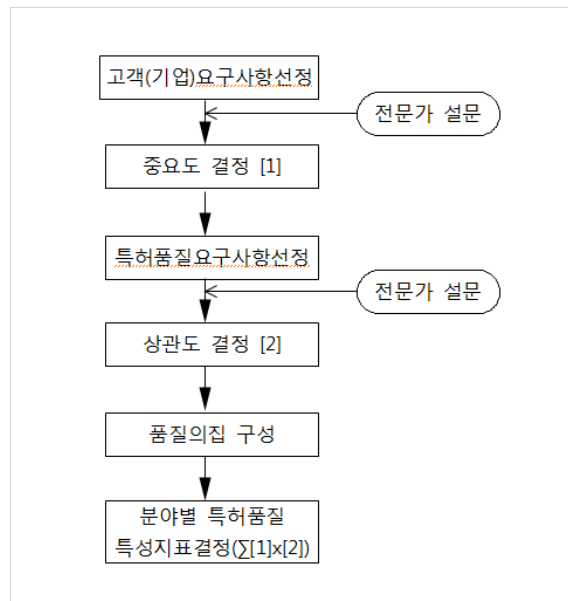 고객(기업)요구사항선정
전문가 설문
중요도 결정 [1]
특허품질요구사항선정
전문가 설문
상관도 결정 [2]
품질의집 구성
분야별 특허품질
특성지표결정(∑[1]x[2])